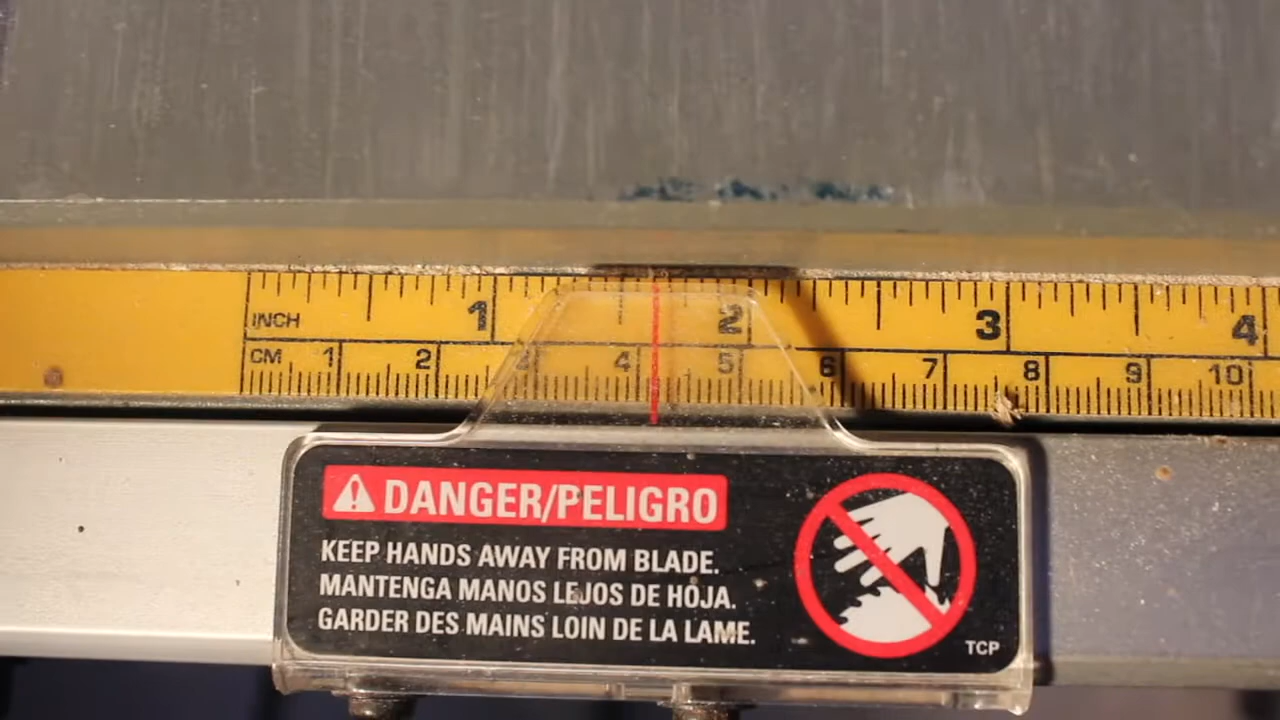 INCH 1 2 3 4
CM 1 2 3 4 5 6 7 8 9 10
DANGER/PELIGRO
KEEP HANDS AWAY FROM BLADE.
MANTENGA MANOS LEJOS DE HOJA.
GARDER DES MAINS LOIN DE LA LAME.
TCP